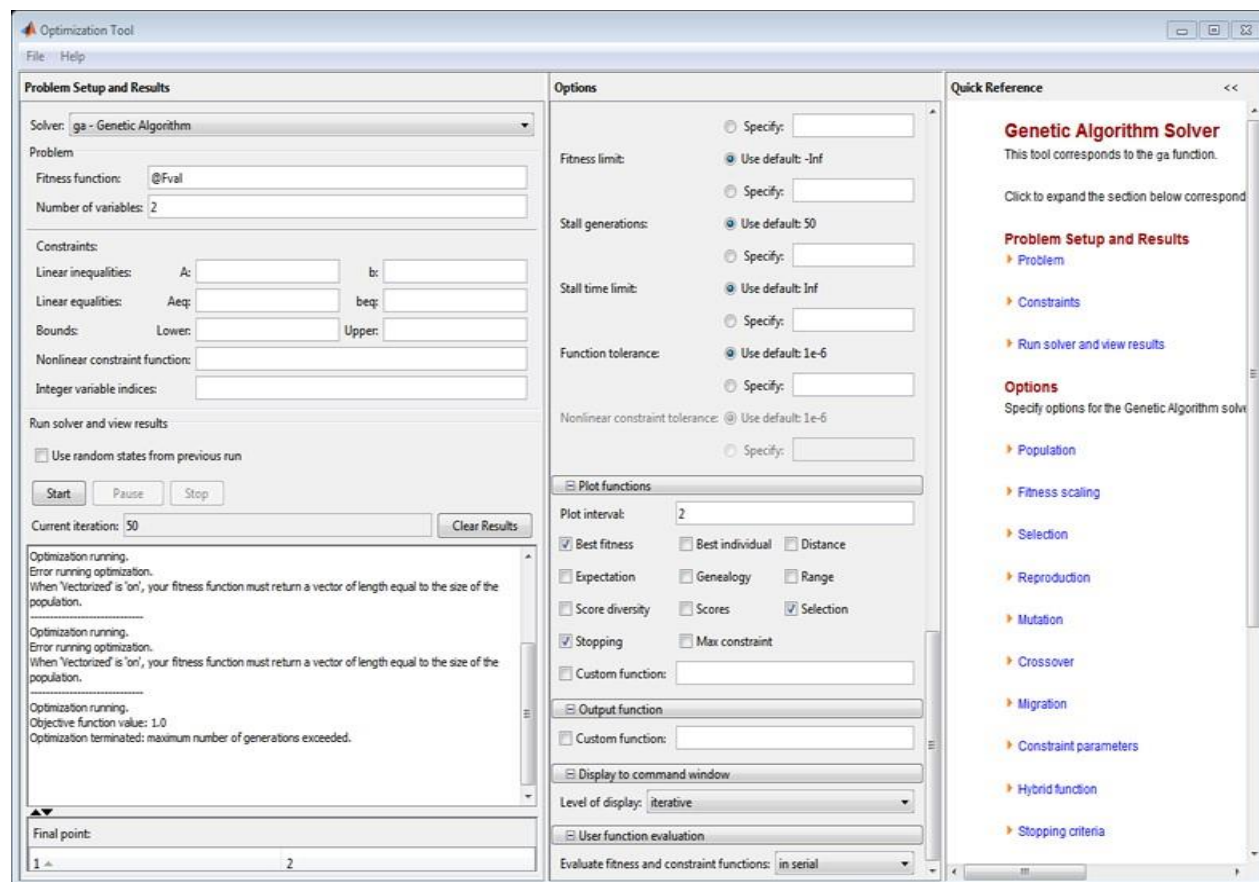 Optimization Tool
File Help
Problem Setup and Results
Solver: ga - Genetic Algorithm
Problem
Fitness function: @Fval
Number of variables: 2
Constraints:
Linear inequalities: A: b:
Linear equalities: Aeq: beq:
Bounds: Lower: Upper:
Nonlinear constraint function:
Integer variable indices:
Run solver and view results
Use random states from previous run
Start Pause Stop
Current iteration: 50 Clear Results
Optimization running.
Error running optimization.
When 'Vectorized' is 'on', your fitness function must return a vector of length equal to the size of the
population.
Optimization running.
Error running optimization.
When 'Vectorized' is 'on', your fitness function must return a vector of length equal to the size of the
population.
Optimization running.
Objective function value: 1.0
Optimization terminated: maximum number of generations exceeded.
Final point:
1 2
Options
Specify:
Fitness limit: Use default: -Inf
Specify:
Stall generations: Use default: 50
Specify:
Stall time limit: Use default: Inf
Specify:
Function tolerance: Use default: 1e-6
Specify:
Nonlinear constraint tolerance: Use default: 1e-6
Specify:
Plot functions
Plot interval: 2
Best fitness Best individual Distance
Expectation Genealogy Range
Score diversity Scores Selection
Stopping Max constraint
Custom function:
Output function
Custom function:
Display to command window
Level of display: iterative
User function evaluation
Evaluate fitness and constraint functions: in serial
Quick Reference <<
Genetic Algorithm Solver
This tool corresponds to the ga function.
Click to expand the section below correspond
Problem Setup and Results
Problem
Constraints
Run solver and view results
Options
Specify options for the Genetic Algorithm solve
Population
Fitness scaling
Selection
Reproduction
Mutation
Crossover
Migration
Constraint parameters
Hybrid function
Stopping criteria